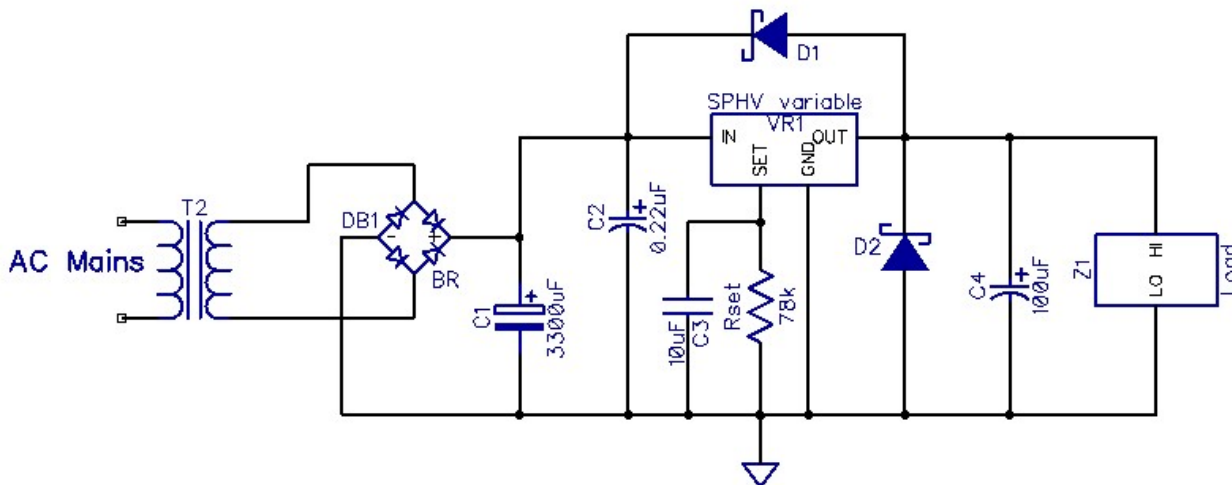 D1
SPHV variable
VR1
IN
OUT
SET
GND
T2
AC Mains
DB1
-
+
BR
C1
+
3300uF
C2
+
0.22uF
10uF
C3
Rset
78k
D2
C4
+
100uF
Z1
HI
LO
Load